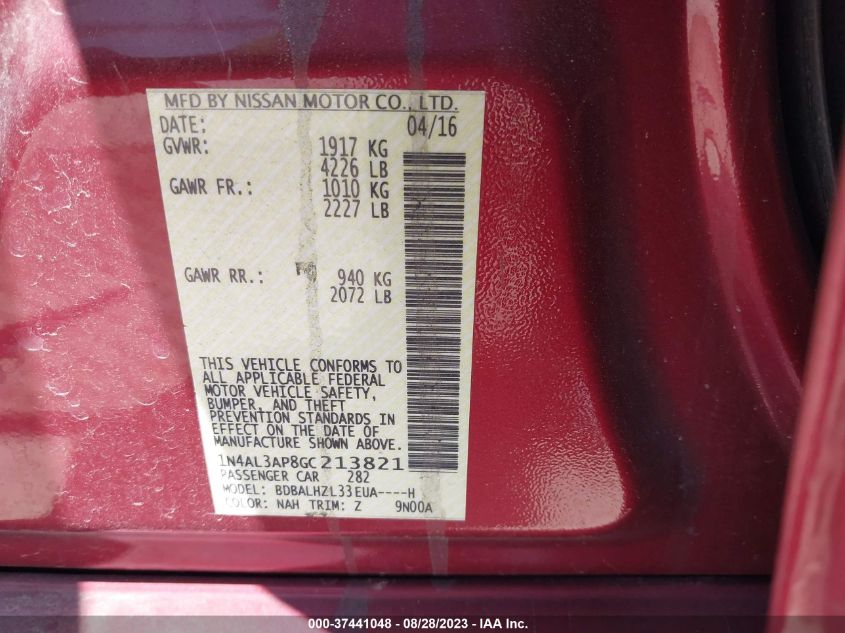 MFD BY NISSAN MOTOR CO., LTD.
DATE: 04/16
GVWR: 1917 KG
4226 LB
GAWR FR.: 1010 KG
2227 LB
GAWR RR.: 940 KG
2072 LB
THIS VEHICLE CONFORMS TO
ALL APPLICABLE FEDERAL
MOTOR VEHICLE SAFETY,
BUMPER, AND THEFT
PREVENTION STANDARDS IN
EFFECT ON THE DATE OF
MANUFACTURE SHOWN ABOVE.
1N4AL3AP8GC213821
PASSENGER CAR 282
MODEL: BDBALHZL33EUA----H
COLOR: NAH TRIM: Z 9N00A
000-37441048 - 08/28/2023 - IAA Inc.